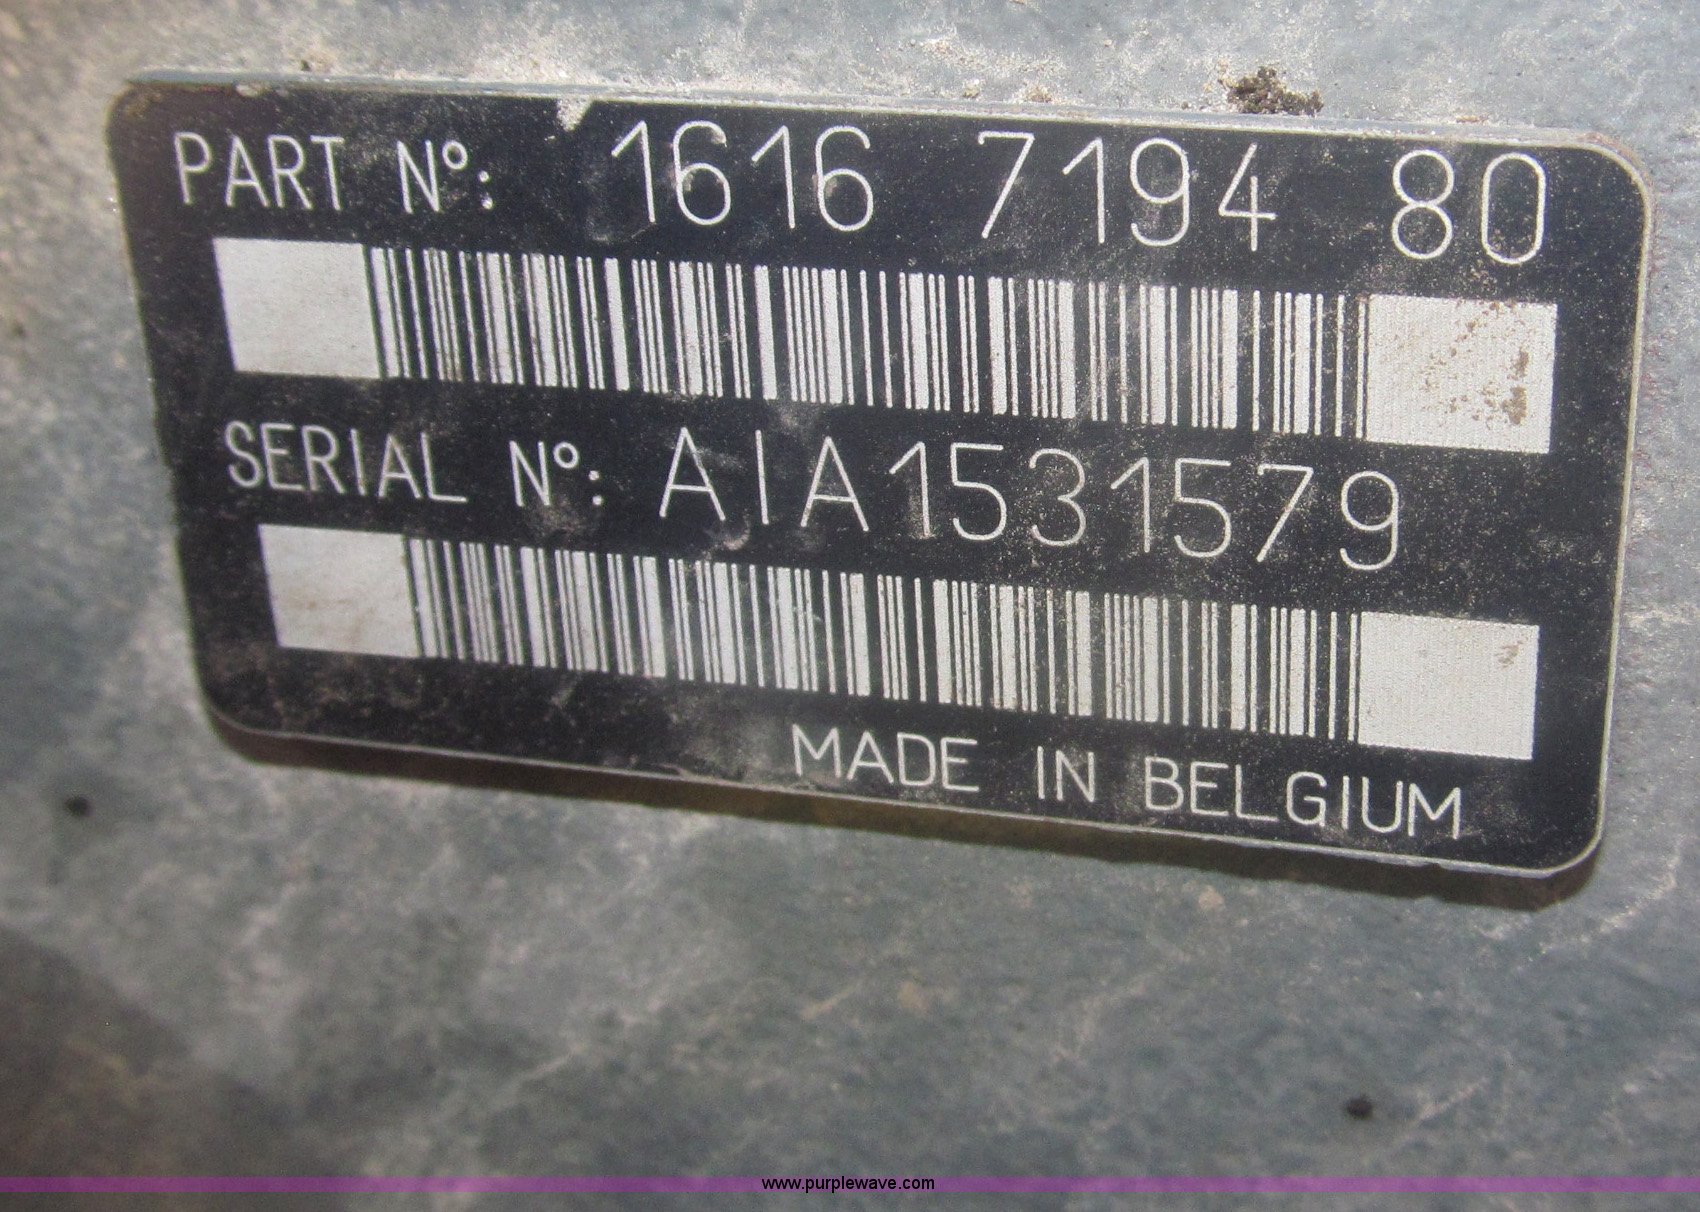 PART Nº: 1616 7194 80
SERIAL Nº: AIA1531579
MADE IN BELGIUM
www.purplewave.com